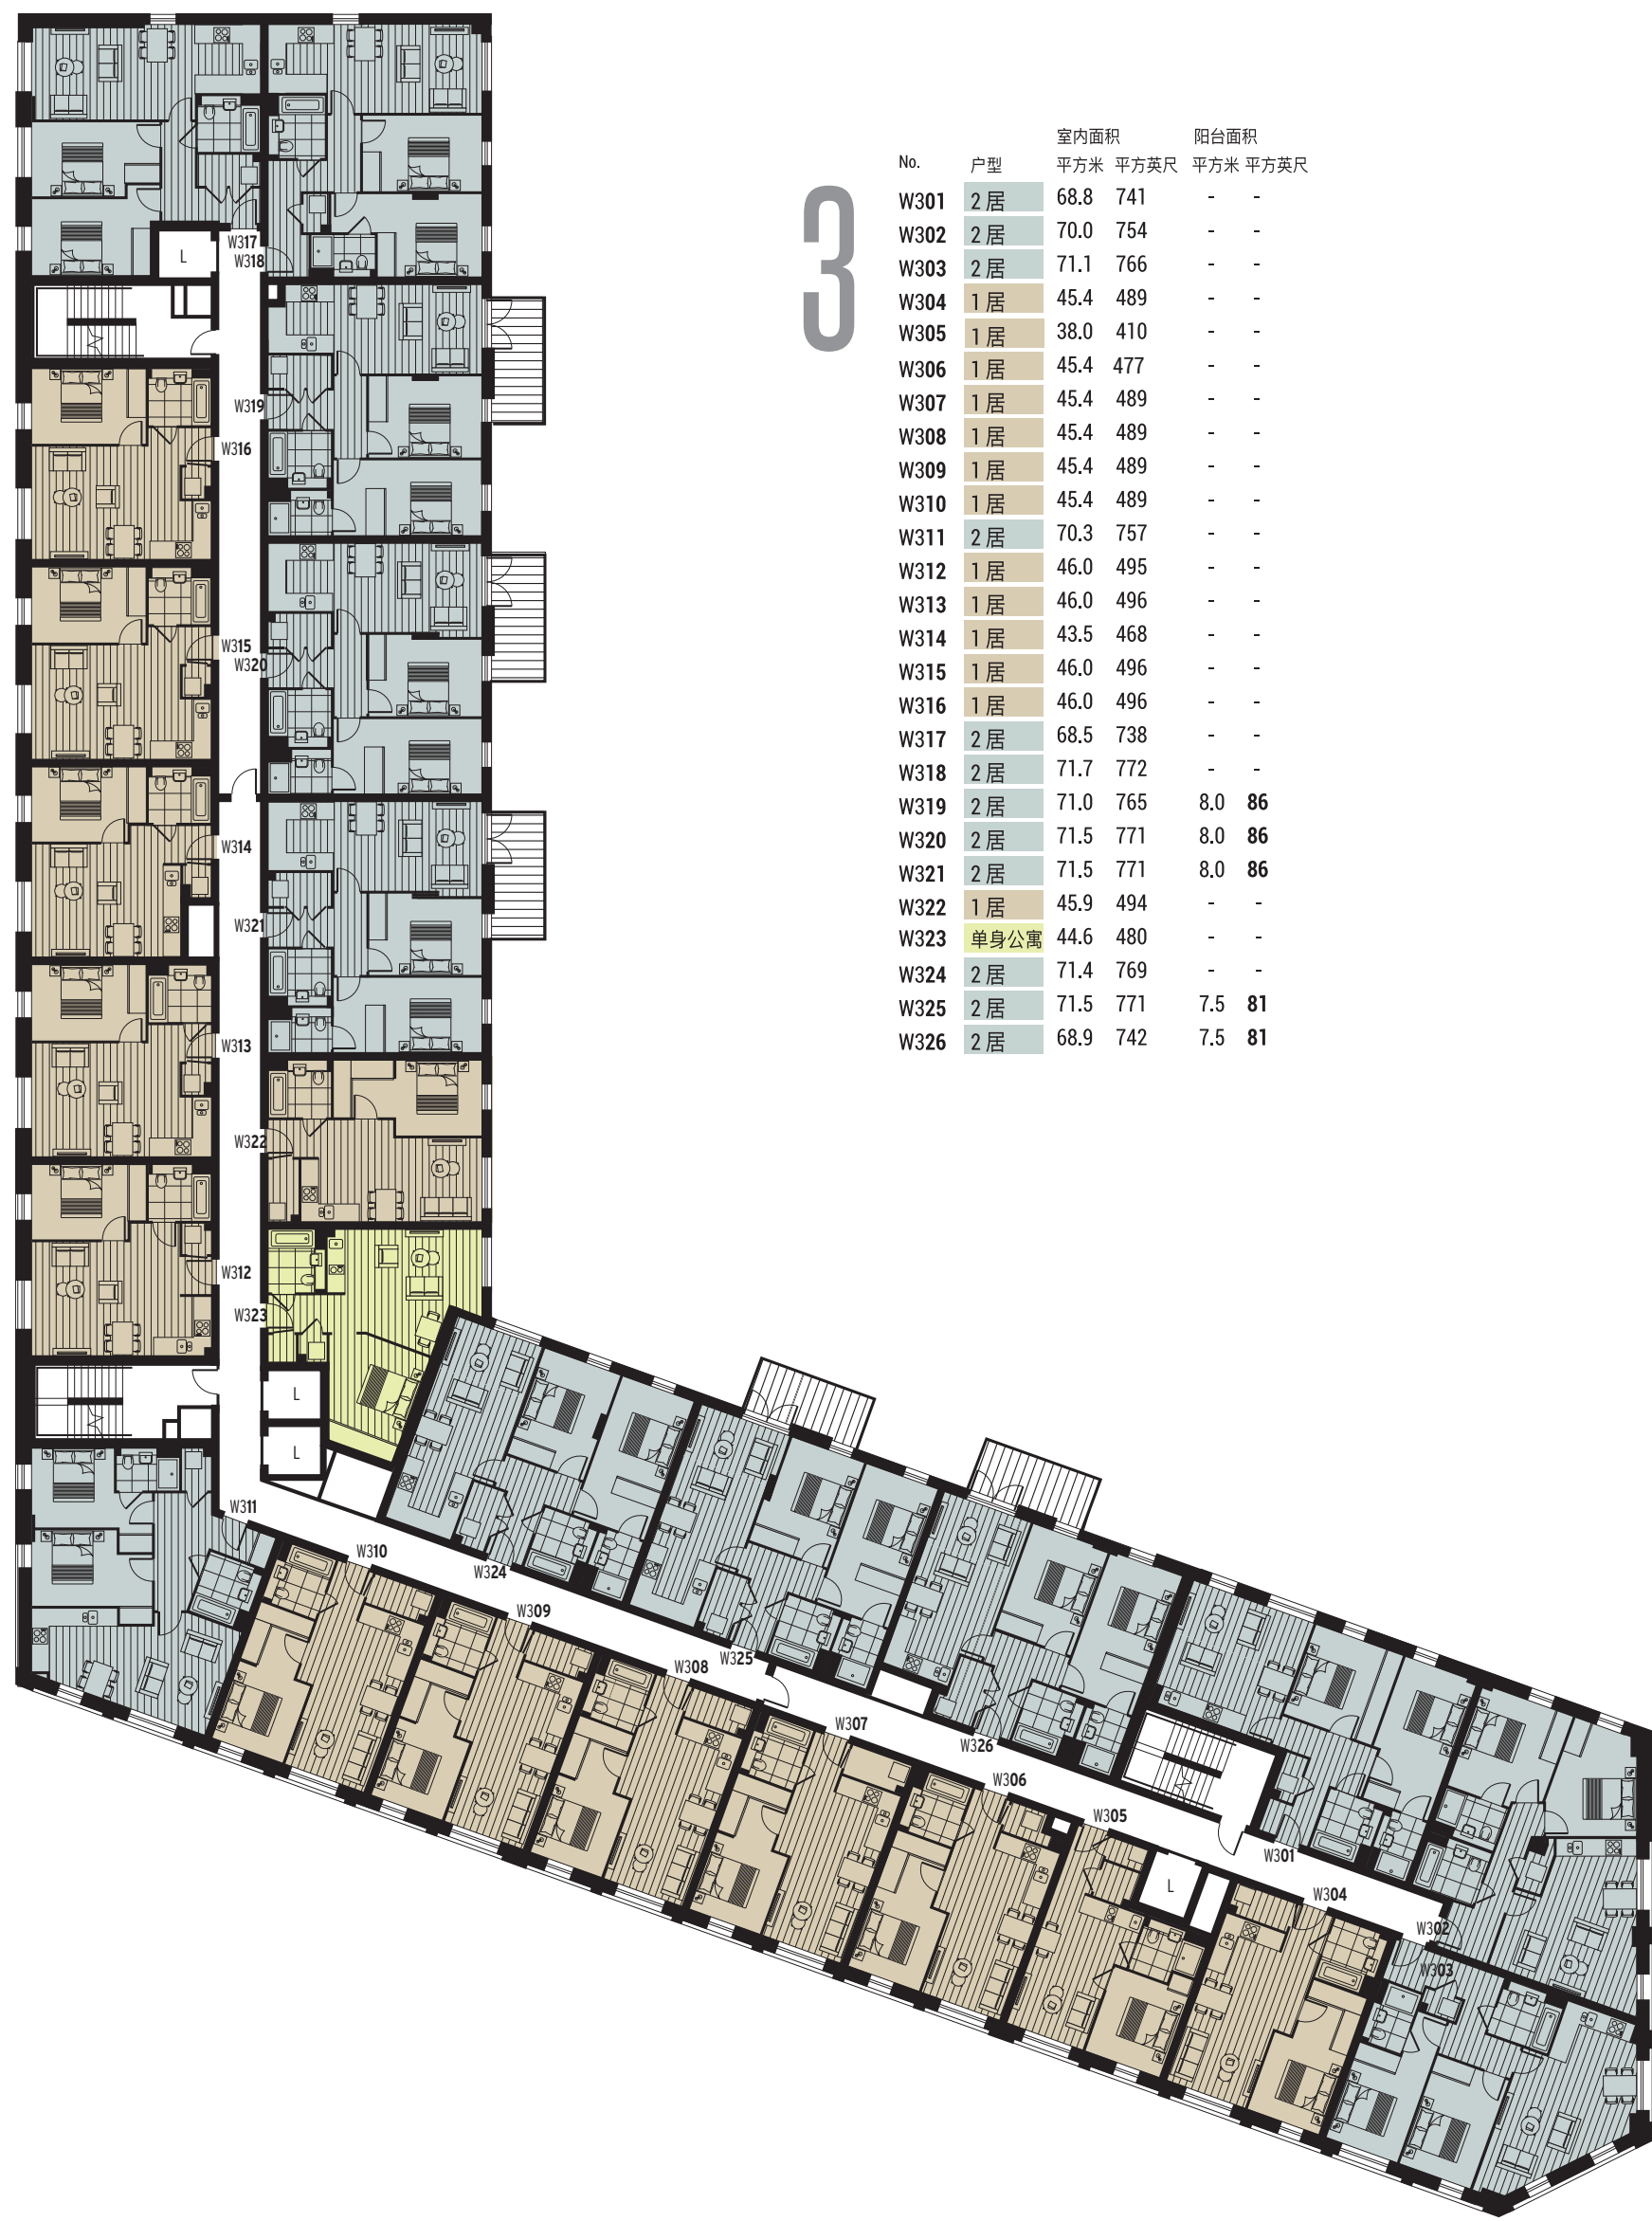 3
室内面积 阳台面积
No. 户型 平方米 平方英尺 平方米 平方英尺
W301 2 居 68.8 741 - -
W302 2 居 70.0 754 - -
W303 2 居 71.1 766 - -
W304 1 居 45.4 489 - -
W305 1 居 38.0 410 - -
W306 1 居 45.4 477 - -
W307 1 居 45.4 489 - -
W308 1 居 45.4 489 - -
W309 1 居 45.4 489 - -
W310 1 居 45.4 489 - -
W311 2 居 70.3 757 - -
W312 1 居 46.0 495 - -
W313 1 居 46.0 496 - -
W314 1 居 43.5 468 - -
W315 1 居 46.0 496 - -
W316 1 居 46.0 496 - -
W317 2 居 68.5 738 - -
W318 2 居 71.7 772 - -
W319 2 居 71.0 765 8.0 86
W320 2 居 71.5 771 8.0 86
W321 2 居 71.5 771 8.0 86
W322 1 居 45.9 494 - -
W323 单身公寓 44.6 480 - -
W324 2 居 71.4 769 - -
W325 2 居 71.5 771 7.5 81
W326 2 居 68.9 742 7.5 81
W317
L
W318
W319
W316
W315
W320
W314
W321
W313
W322
W312
W323
L
L
W311
W310
W324
W309
W325
W308
W307
W326
W306
W305
W301
L
W304
W302
W303